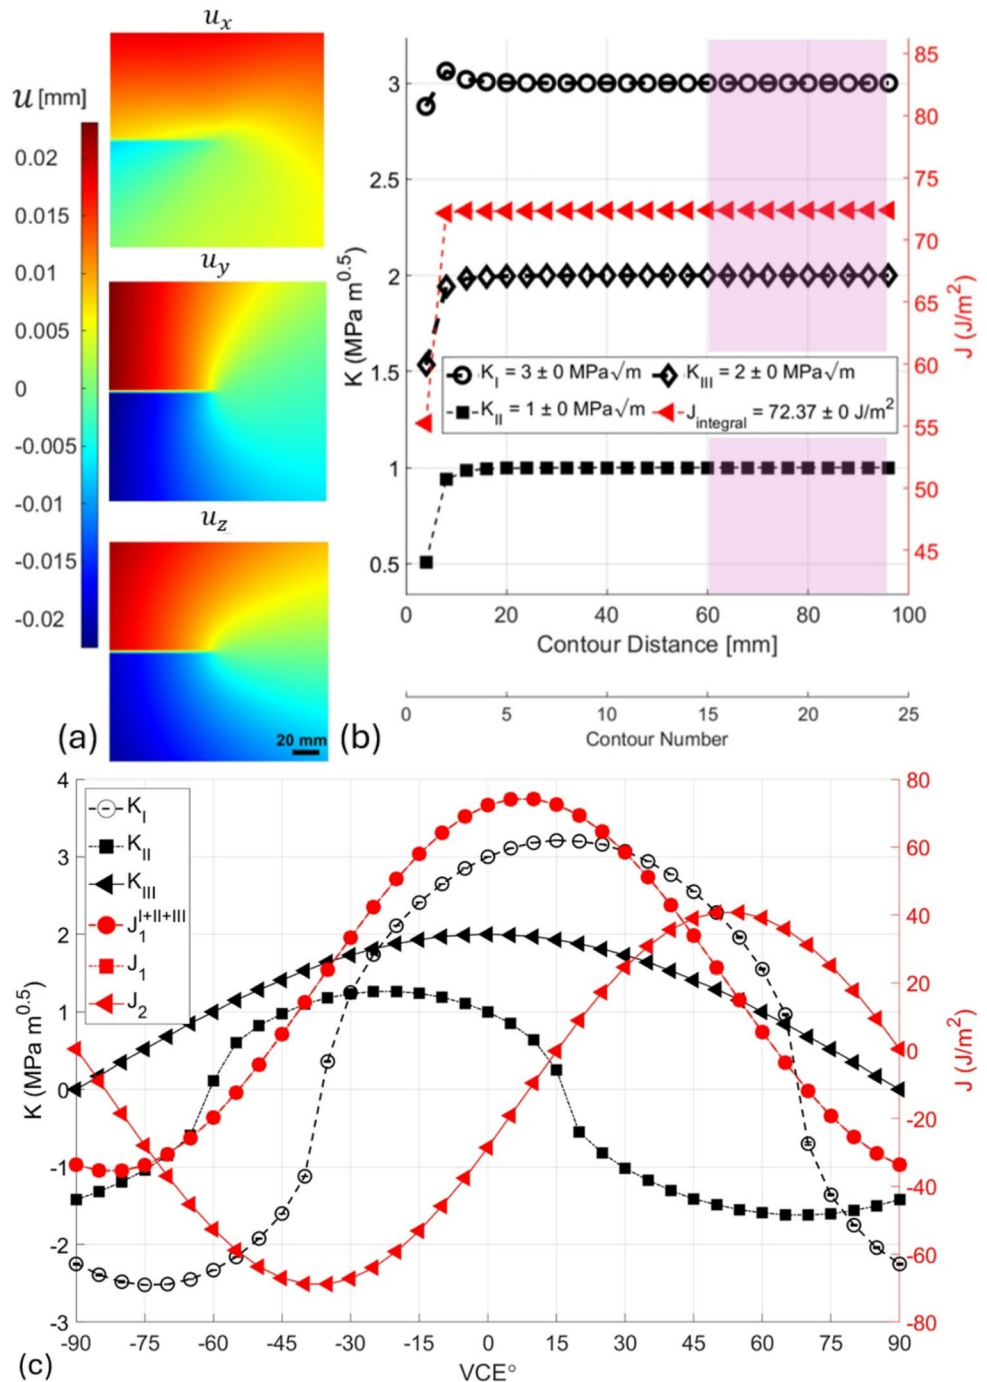 u_x
u [mm]
0.02
0.015
0.01
0.005
0
-0.005
-0.01
-0.015
-0.02
u_y
u_z
20 mm
(a)
K (MPa m^0.5)
3
2.5
2
1.5
1
0.5
J (J/m^2)
85
80
75
70
65
60
55
50
45
K_I = 3 ± 0 MPa√m
K_III = 2 ± 0 MPa√m
K_II = 1 ± 0 MPa√m
J_integral = 72.37 ± 0 J/m^2
0 20 40 60 80 100
Contour Distance [mm]
0 5 10 15 20 25
Contour Number
(b)
K (MPa m^0.5)
4
3
2
1
0
-1
-2
-3
K_I
K_II
K_III
J_1^I+II+III
J_1
J_2
J (J/m^2)
80
60
40
20
0
-20
-40
-60
-80
-90 -75 -60 -45 -30 -15 0 15 30 45 60 75 90
VCE°
(c)